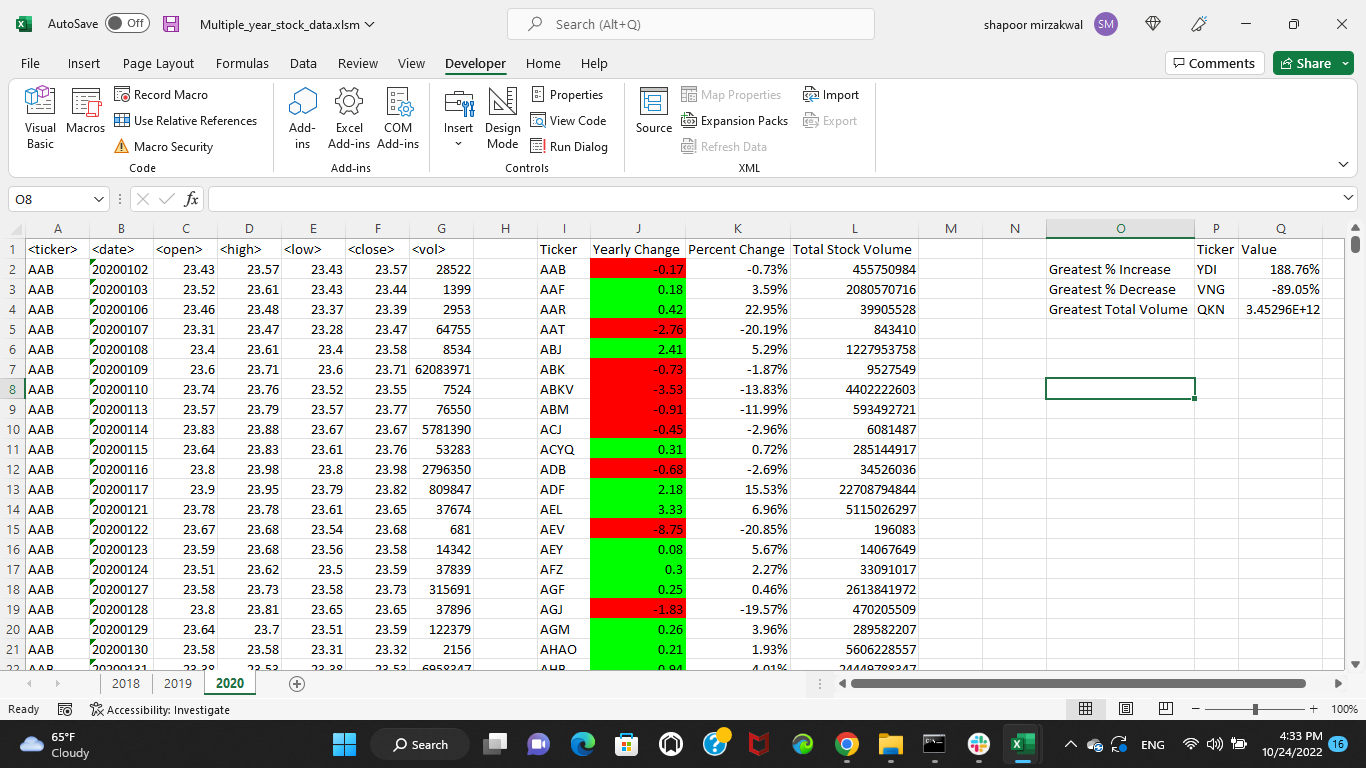 AutoSave Off Multiple_year_stock_data.xlsm Search (Alt+Q) shapoor mirzakwal SM
File Insert Page Layout Formulas Data Review View Developer Home Help Comments Share
Record Macro Properties Map Properties Import
Use Relative References View Code Expansion Packs Export
Macro Security Run Dialog Refresh Data
Visual Basic Macros Add-ins Excel Add-ins COM Add-ins Insert Design Mode Source
Code Add-ins Controls XML
O8 fx
A B C D E F G H I J K L M N O P Q
1 <ticker> <date> <open> <high> <low> <close> <vol> Ticker Yearly Change Percent Change Total Stock Volume Ticker Value
2 AAB 20200102 23.43 23.57 23.43 23.57 28522 AAB -0.17 -0.73% 455750984 Greatest % Increase YDI 188.76%
3 AAB 20200103 23.52 23.61 23.43 23.44 1399 AAF 0.18 3.59% 2080570716 Greatest % Decrease VNG -89.05%
4 AAB 20200106 23.46 23.48 23.37 23.39 2953 AAR 0.42 22.95% 39905528 Greatest Total Volume QKN 3.45296E+12
5 AAB 20200107 23.31 23.47 23.28 23.47 64755 AAT -2.76 -20.19% 843410
6 AAB 20200108 23.4 23.61 23.4 23.58 8534 ABJ 2.41 5.29% 1227953758
7 AAB 20200109 23.6 23.71 23.6 23.71 62083971 ABK -0.73 -1.87% 9527549
8 AAB 20200110 23.74 23.76 23.52 23.55 7524 ABKV -3.53 -13.83% 4402222603
9 AAB 20200113 23.57 23.79 23.57 23.77 76550 ABM -0.91 -11.99% 593492721
10 AAB 20200114 23.83 23.88 23.67 23.67 5781390 ACJ -0.45 -2.96% 6081487
11 AAB 20200115 23.64 23.83 23.61 23.76 53283 ACYQ 0.31 0.72% 285144917
12 AAB 20200116 23.8 23.98 23.8 23.98 2796350 ADB -0.68 -2.69% 34526036
13 AAB 20200117 23.9 23.95 23.79 23.82 809847 ADF 2.18 15.53% 22708794844
14 AAB 20200121 23.78 23.78 23.61 23.65 37674 AEL 3.33 6.96% 5115026297
15 AAB 20200122 23.67 23.68 23.54 23.68 681 AEV -8.75 -20.85% 196083
16 AAB 20200123 23.59 23.68 23.56 23.58 14342 AEY 0.08 5.67% 14067649
17 AAB 20200124 23.51 23.62 23.5 23.59 37839 AFZ 0.3 2.27% 33091017
18 AAB 20200127 23.58 23.73 23.58 23.73 315691 AGF 0.25 0.46% 2613841972
19 AAB 20200128 23.8 23.81 23.65 23.65 37896 AGJ -1.83 -19.57% 470205509
20 AAB 20200129 23.64 23.7 23.51 23.59 122379 AGM 0.26 3.96% 289582207
21 AAB 20200130 23.58 23.58 23.31 23.32 2156 AHAO 0.21 1.93% 5606228557
22 AAB 20200131 23.38 23.53 23.38 23.53 6958347 AHB 0.94 4.01%
2018 2019 2020
Ready Accessibility: Investigate 100%
65°F
Cloudy
Search
ENG
4:33 PM
10/24/2022
16